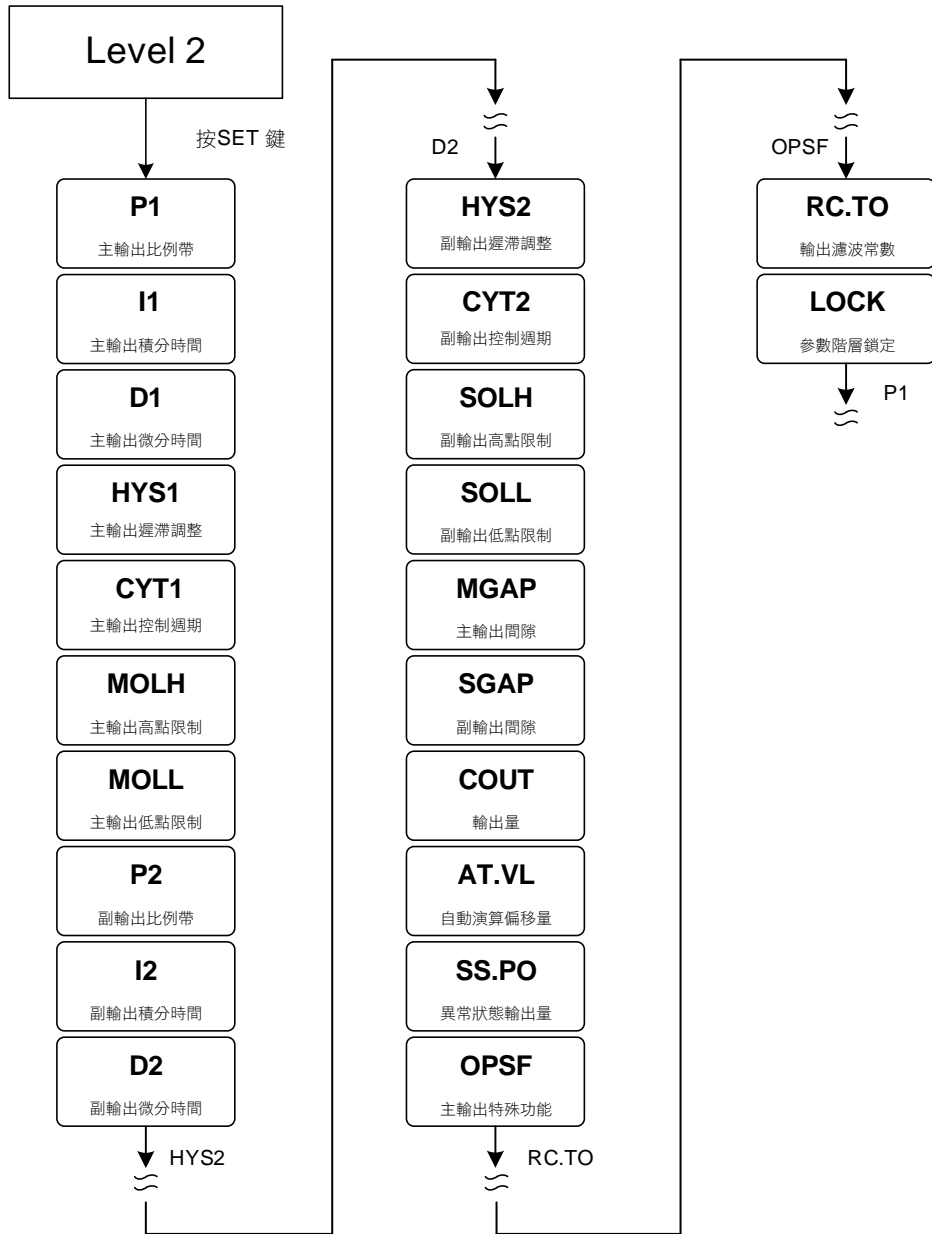 Level 2
按SET 鍵
P1
主輸出比例帶
I1
主輸出積分時間
D1
主輸出微分時間
HYS1
主輸出遲滯調整
CYT1
主輸出控制週期
MOLH
主輸出高點限制
MOLL
主輸出低點限制
P2
副輸出比例帶
I2
副輸出積分時間
D2
副輸出微分時間
HYS2
D2
HYS2
副輸出遲滯調整
CYT2
副輸出控制週期
SOLH
副輸出高點限制
SOLL
副輸出低點限制
MGAP
主輸出間隙
SGAP
副輸出間隙
COUT
輸出量
AT.VL
自動演算偏移量
SS.PO
異常狀態輸出量
OPSF
主輸出特殊功能
RC.TO
OPSF
RC.TO
輸出濾波常數
LOCK
參數階層鎖定
P1